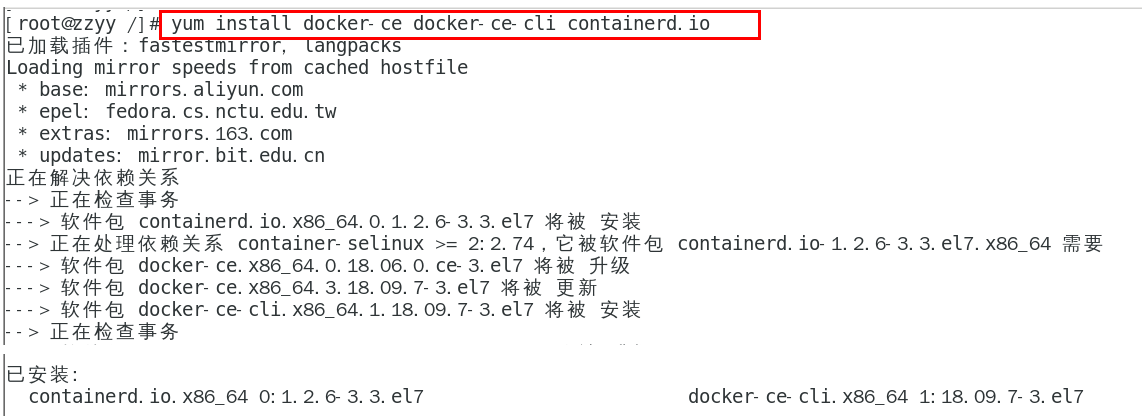 [root@zzyy /]# yum install docker-ce docker-ce-cli containerd.io
已加载插件：fastestmirror, langpacks
Loading mirror speeds from cached hostfile
 * base: mirrors.aliyun.com
 * epel: fedora.cs.nctu.edu.tw
 * extras: mirrors.163.com
 * updates: mirror.bit.edu.cn
正在解决依赖关系
--> 正在检查事务
---> 软件包 containerd.io.x86_64.0.1.2.6-3.3.el7 将被 安装
--> 正在处理依赖关系 container-selinux >= 2:2.74，它被软件包 containerd.io-1.2.6-3.3.el7.x86_64 需要
---> 软件包 docker-ce.x86_64.0.18.06.0.ce-3.el7 将被 升级
---> 软件包 docker-ce.x86_64.3.18.09.7-3.el7 将被 更新
---> 软件包 docker-ce-cli.x86_64.1.18.09.7-3.el7 将被 安装
--> 正在检查事务
已安装:
  containerd.io.x86_64 0:1.2.6-3.3.el7 docker-ce-cli.x86_64 1:18.09.7-3.el7